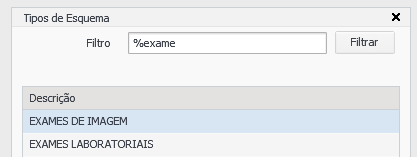 Tipos de Esquema
Filtro %exame Filtrar
Descrição
EXAMES DE IMAGEM
EXAMES LABORATORIAIS